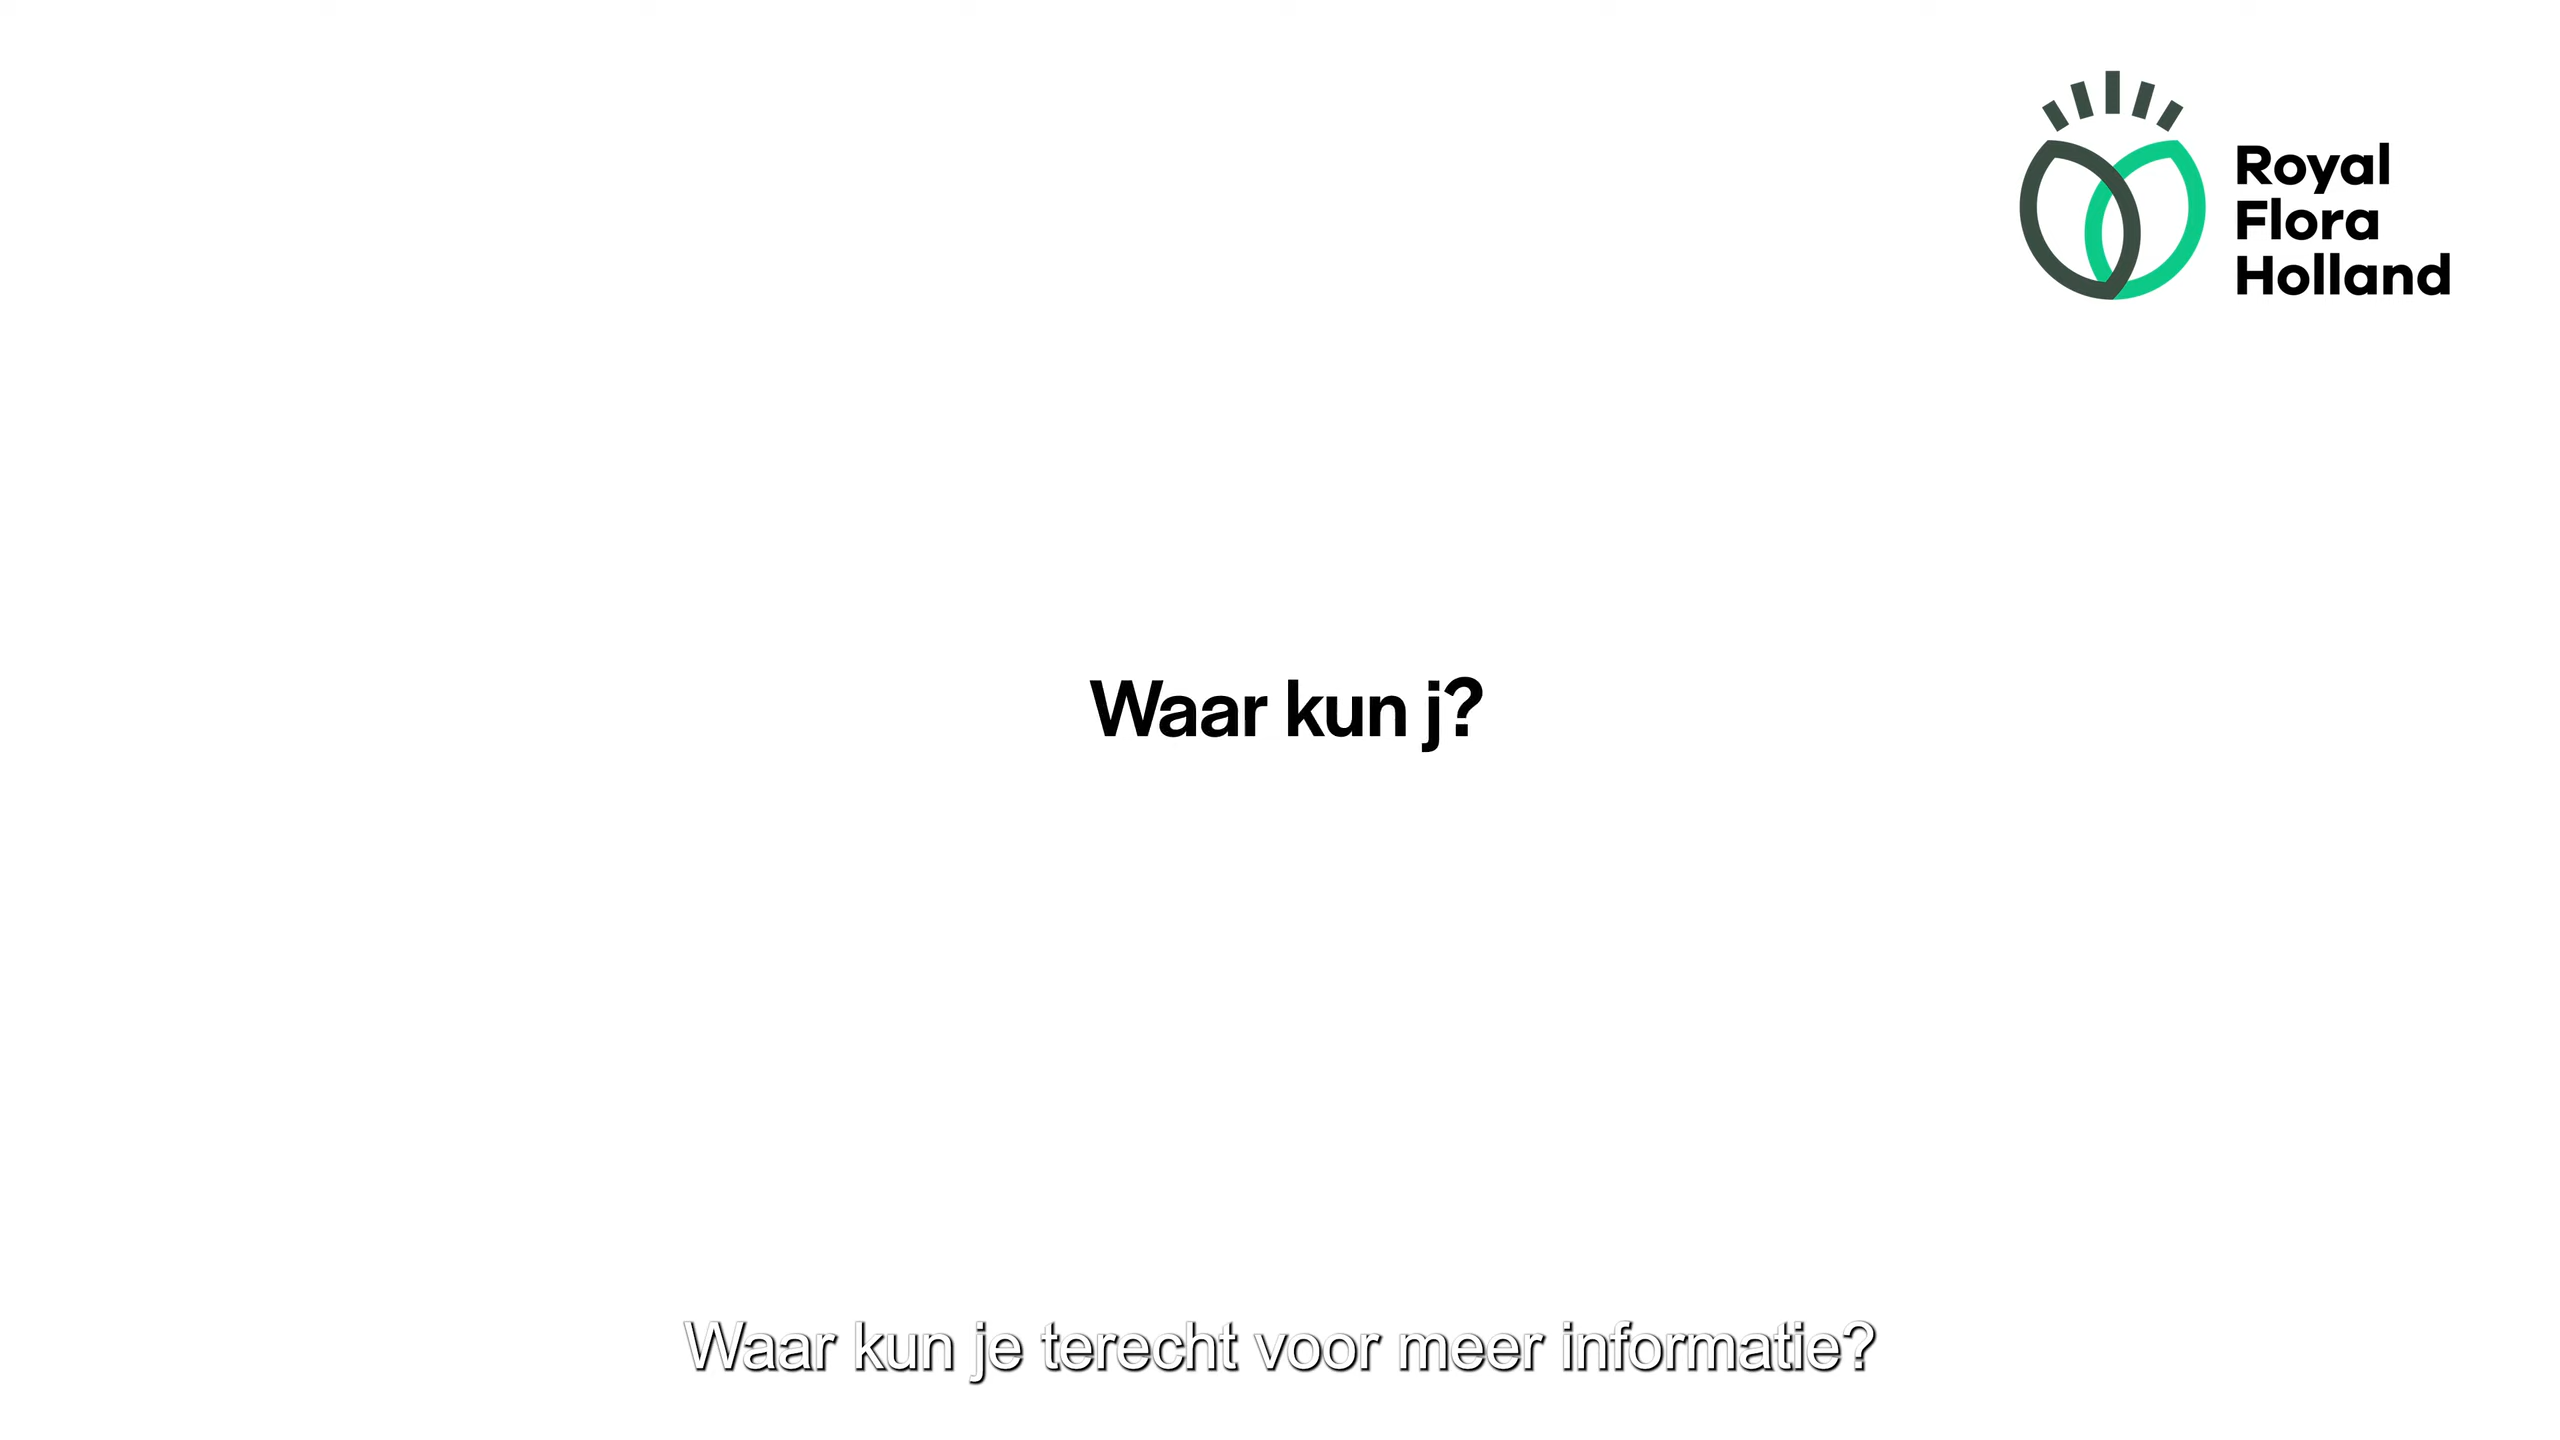 Royal
Flora
Holland
Waar kun j?
Waar kun je terecht voor meer informatie?